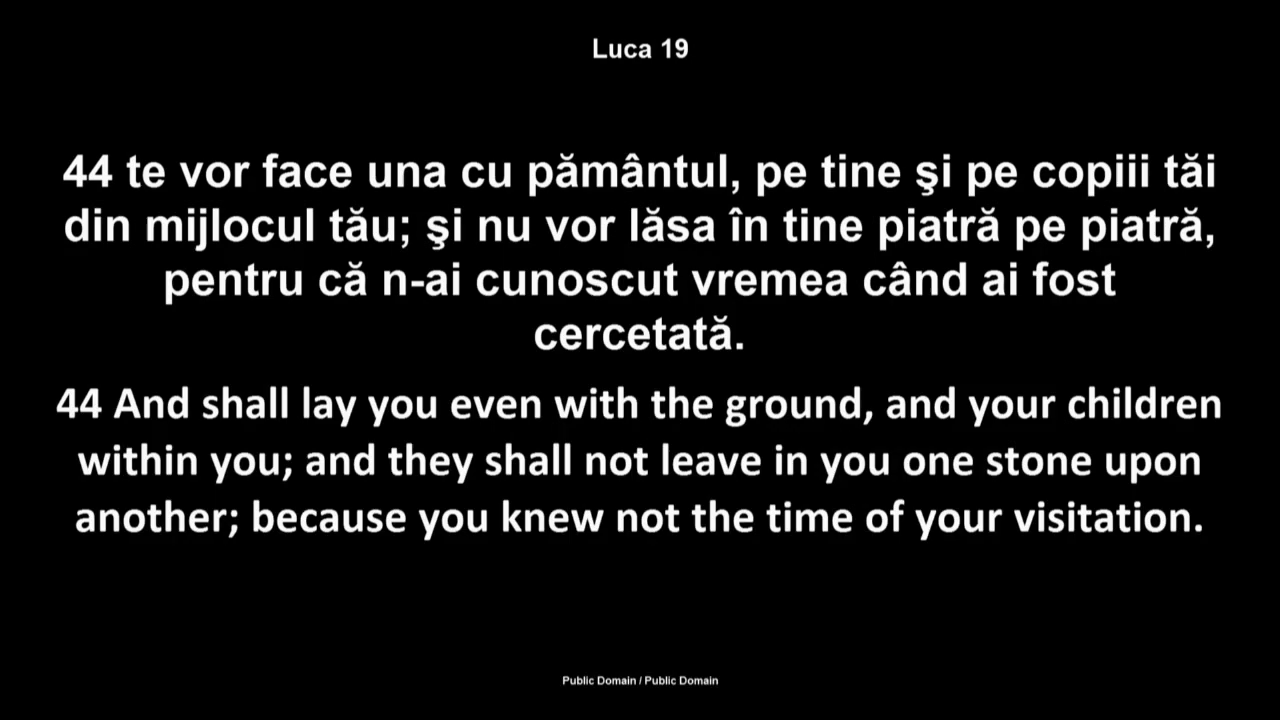 Luca 19
44 te vor face una cu pământul, pe tine şi pe copiii tăi
din mijlocul tău; şi nu vor lăsa în tine piatră pe piatră,
pentru că n-ai cunoscut vremea când ai fost
cercetată.
44 And shall lay you even with the ground, and your children
within you; and they shall not leave in you one stone upon
another; because you knew not the time of your visitation.
Public Domain / Public Domain